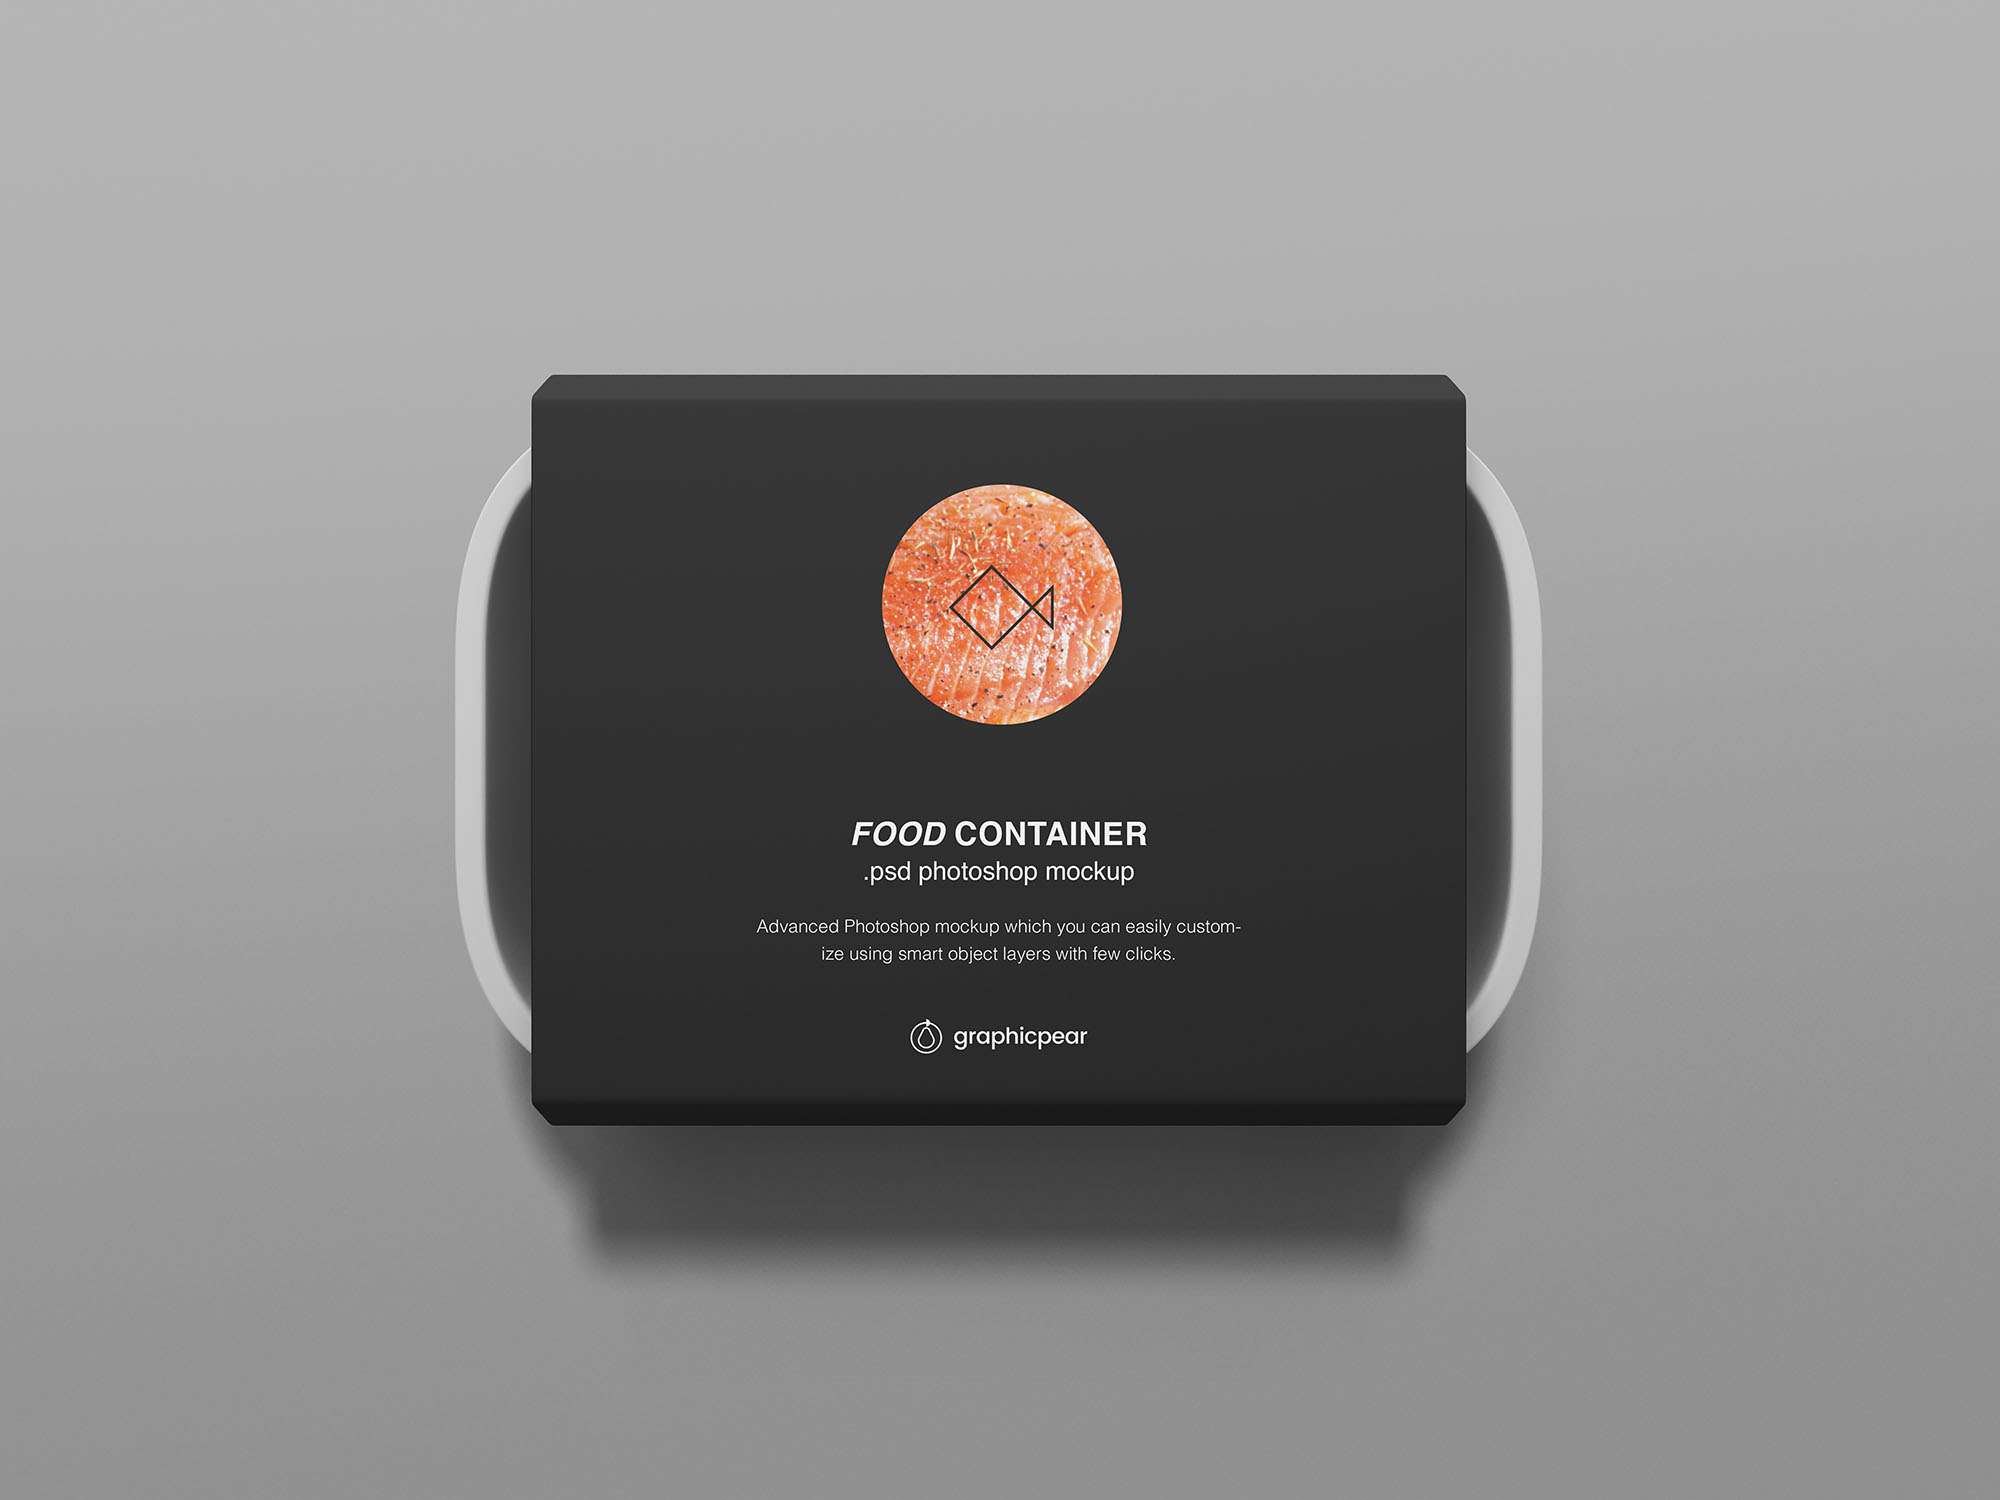 FOOD CONTAINER
.psd photoshop mockup
Advanced Photoshop mockup which you can easily custom-
ize using smart object layers with few clicks.
graphicpear